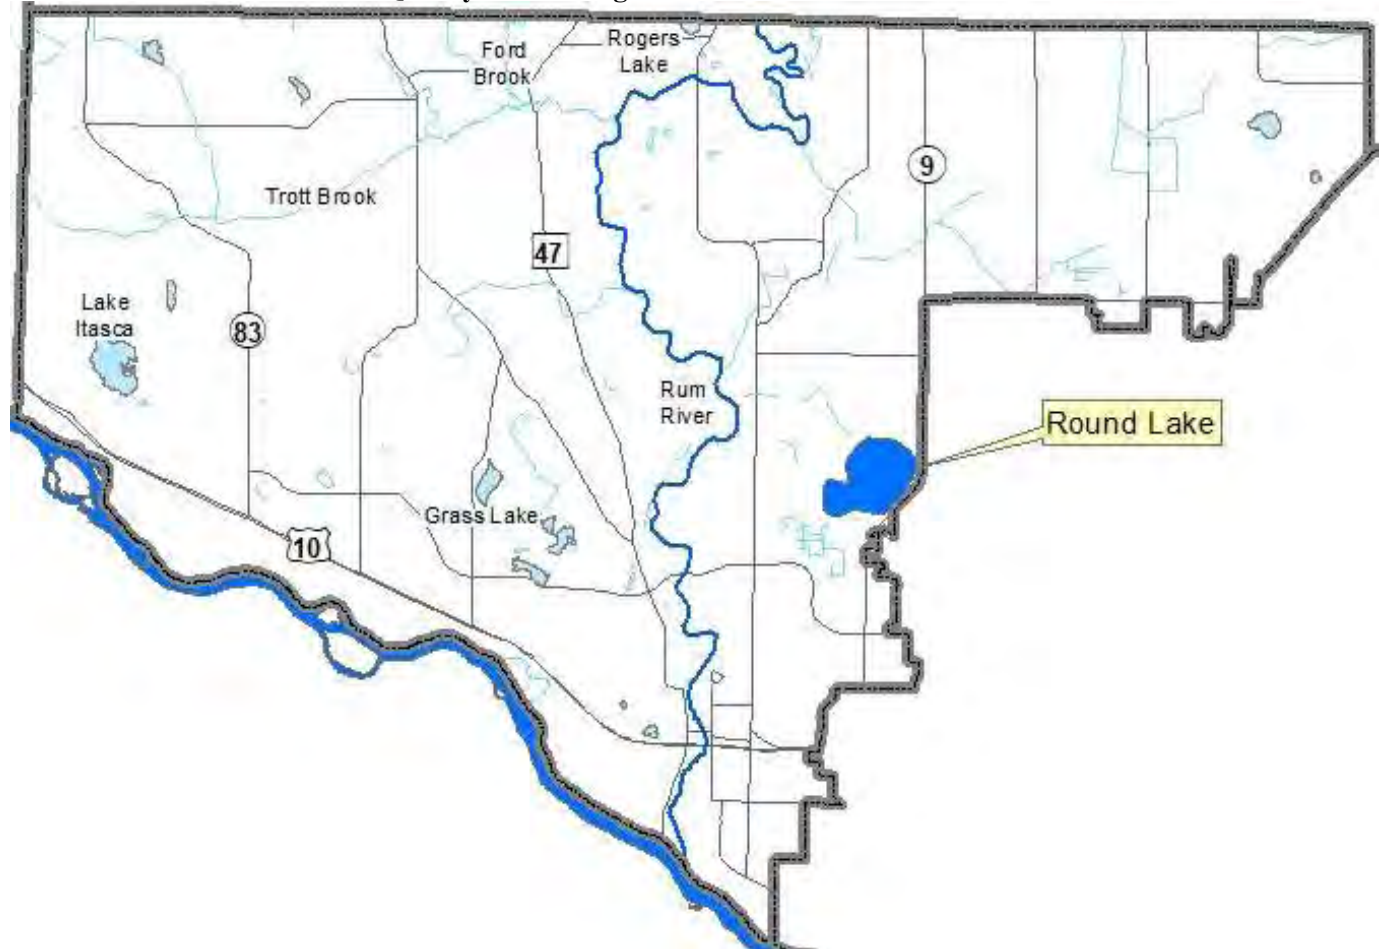 Ford
Brook
Rogers
Lake
9
Trott Brook
47
Lake
Itasca
83
Rum
River
Round Lake
Grass Lake
10